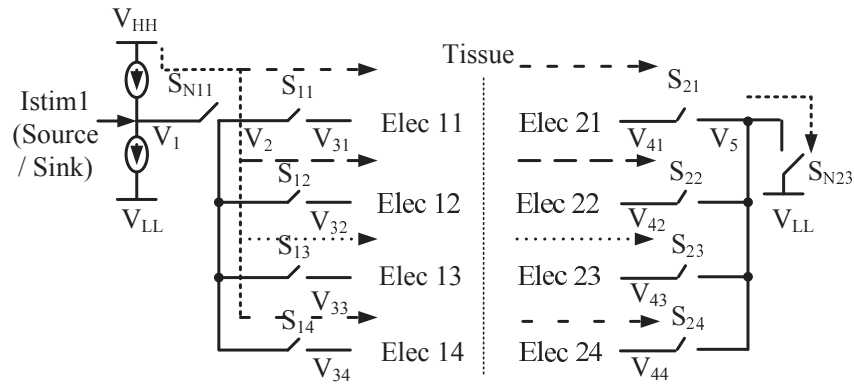 V_HH
Tissue
S_N11
S_11
S_21
Istim1
(Source
/ Sink)
V_1
V_2
V_31
Elec 11
Elec 21
V_41
V_5
S_12
S_22
S_N23
V_LL
V_32
Elec 12
Elec 22
V_42
V_LL
S_13
S_23
V_33
Elec 13
Elec 23
V_43
S_14
S_24
V_34
Elec 14
Elec 24
V_44